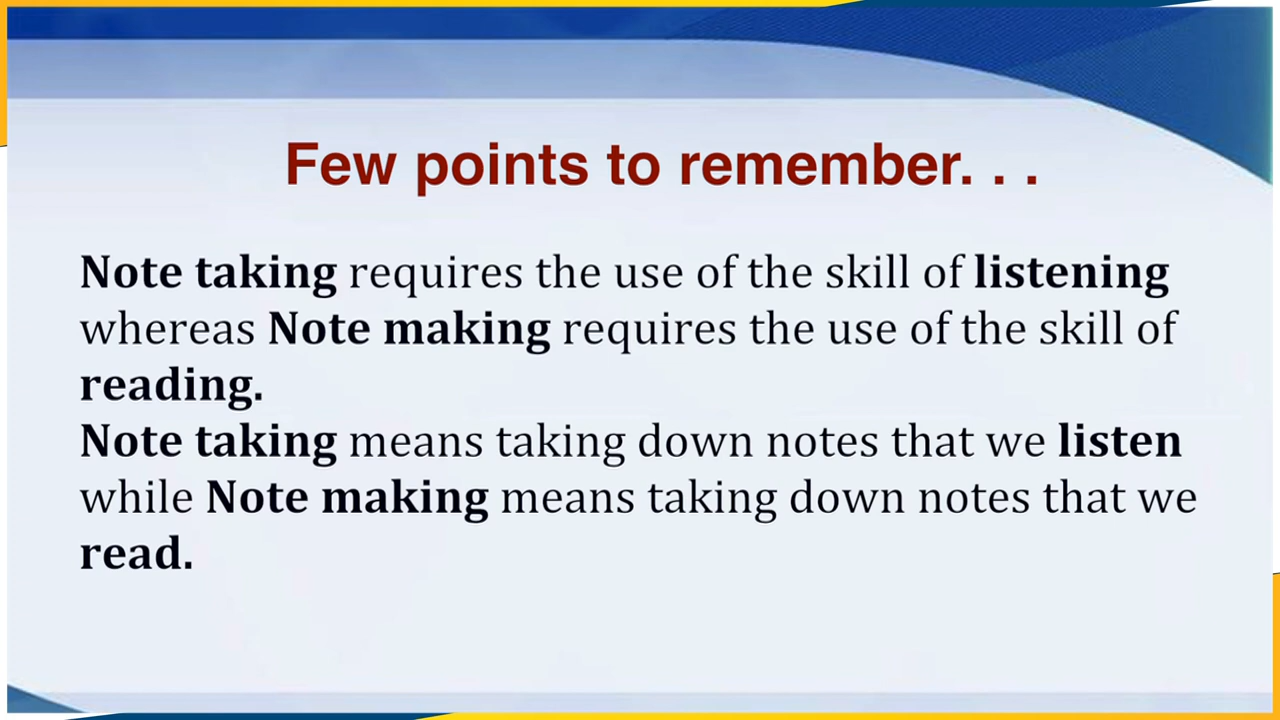 Few points to remember. . .
Note taking requires the use of the skill of listening
whereas Note making requires the use of the skill of
reading.
Note taking means taking down notes that we listen
while Note making means taking down notes that we
read.